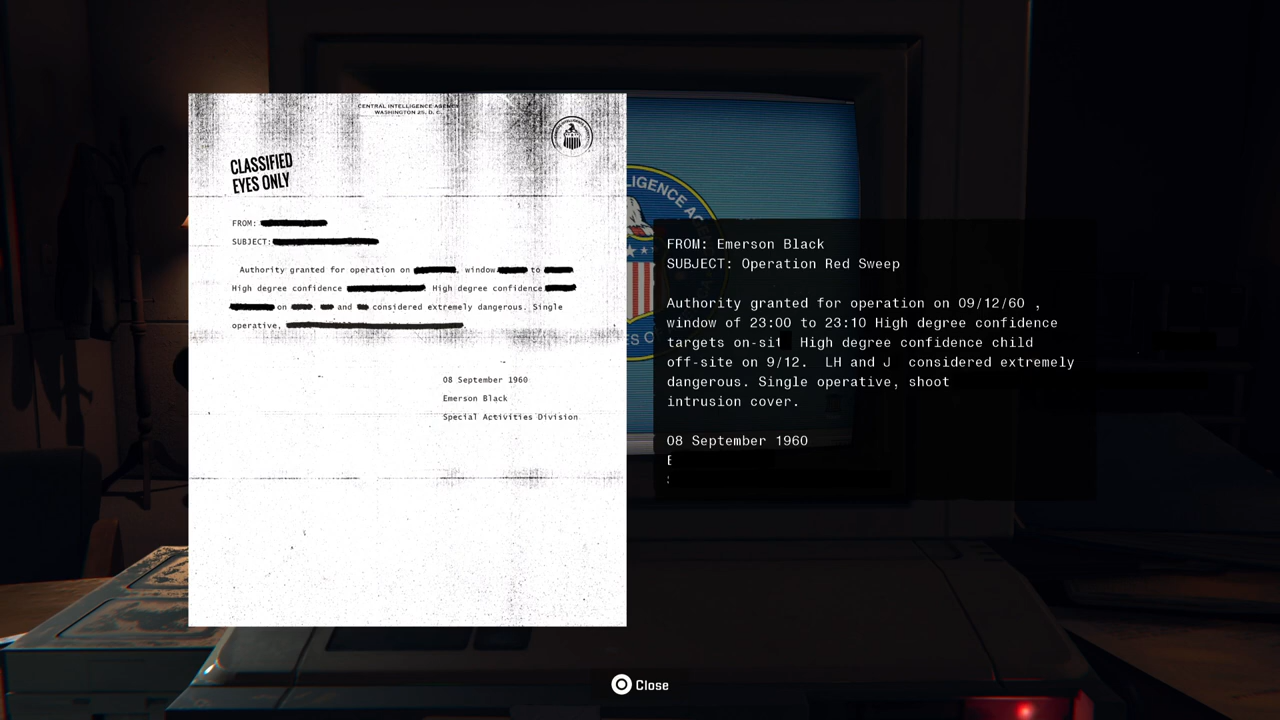 CENTRAL INTELLIGENCE AGENCY
WASHINGTON 25, D. C.
CLASSIFIED
EYES ONLY
FROM:
SUBJECT:
Authority granted for operation on , window to
High degree confidence . High degree confidence
on . and considered extremely dangerous. Single
operative,
08 September 1960
Emerson Black
Special Activities Division
LIGENCE AG
FROM: Emerson Black
SUBJECT: Operation Red Sweep
Authority granted for operation on 09/12/60 ,
window of 23:00 to 23:10 High degree confidence
targets on-si High degree confidence child
off-site on 9/12. LH and J considered extremely
dangerous. Single operative, shoot
intrusion cover.
08 September 1960
Close